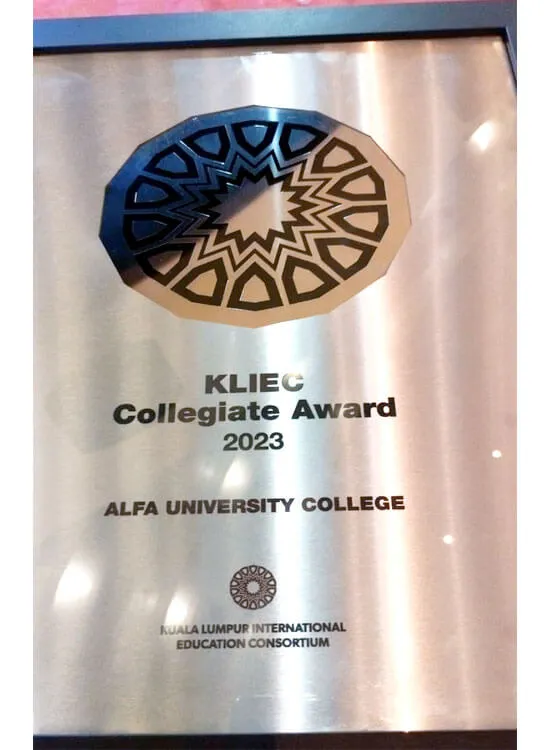 KLIEC
Collegiate Award
2023
ALFA UNIVERSITY COLLEGE
KUALA LUMPUR INTERNATIONAL
EDUCATION CONSORTIUM